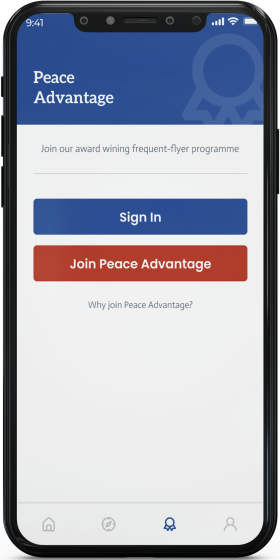 9:41
Peace
Advantage
Join our award wining frequent-flyer programme
Sign In
Join Peace Advantage
Why join Peace Advantage?